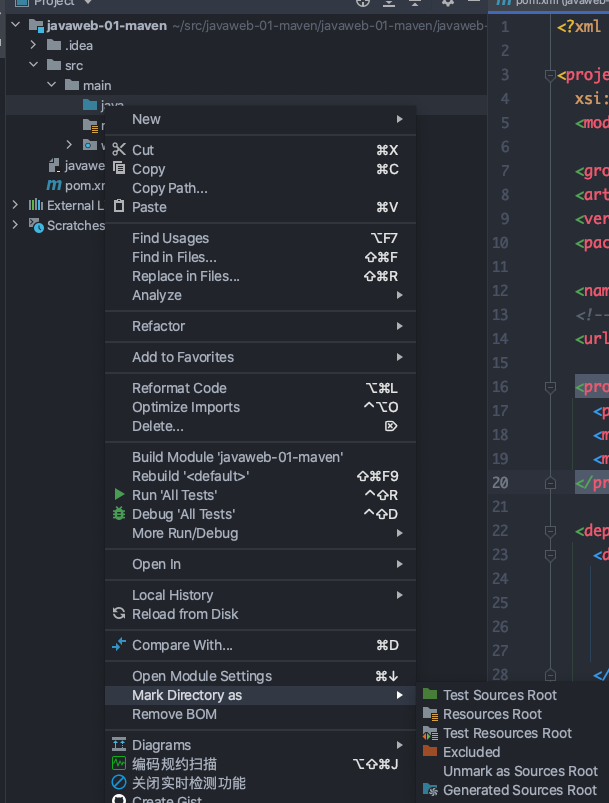 Project
javaweb-01-maven ~/src/javaweb-01-maven/javaweb-01-maven/javaweb-
.idea
src
main
java
javawe
pom.xm
External L
Scratches
New
Cut ⌘X
Copy ⌘C
Copy Path...
Paste ⌘V
Find Usages ⌥F7
Find in Files... ⇧⌘F
Replace in Files... ⇧⌘R
Analyze
Refactor
Add to Favorites
Reformat Code ⌥⌘L
Optimize Imports ^⌥O
Delete... ⌦
Build Module 'javaweb-01-maven'
Rebuild '<default>' ⇧⌘F9
Run 'All Tests' ^⇧R
Debug 'All Tests' ^⇧D
More Run/Debug
Open In
Local History
Reload from Disk
Compare With... ⌘D
Open Module Settings ⌘↓
Mark Directory as
Remove BOM
Diagrams
编码规约扫描 ⌥⇧⌘J
关闭实时检测功能
Create Gist
Test Sources Root
Resources Root
Test Resources Root
Excluded
Unmark as Sources Root
Generated Sources Root
pom.xml (javaweb-0
1 <?xml
2
3 <proje
4 xsi:
5 <mod
6
7 <gro
8 <art
9 <ver
10 <pac
11
12 <nam
13 <!--
14 <url
15
16 <pro
17 <p
18 <m
19 <m
20 </pr
21
22 <dep
23 <d
24
25
26
27
28 </